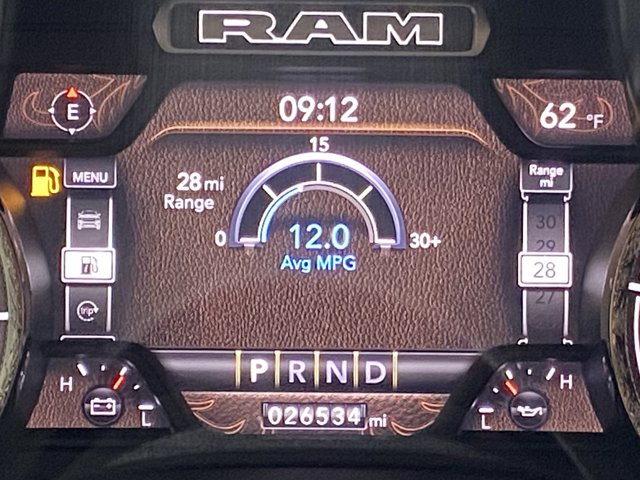 RAM
E
09:12
62 °F
15
MENU
28 mi
Range
Range
mi
0
12.0
30+
Avg MPG
30
29
28
27
trip
P R N D
H
L
H
L
026534 mi